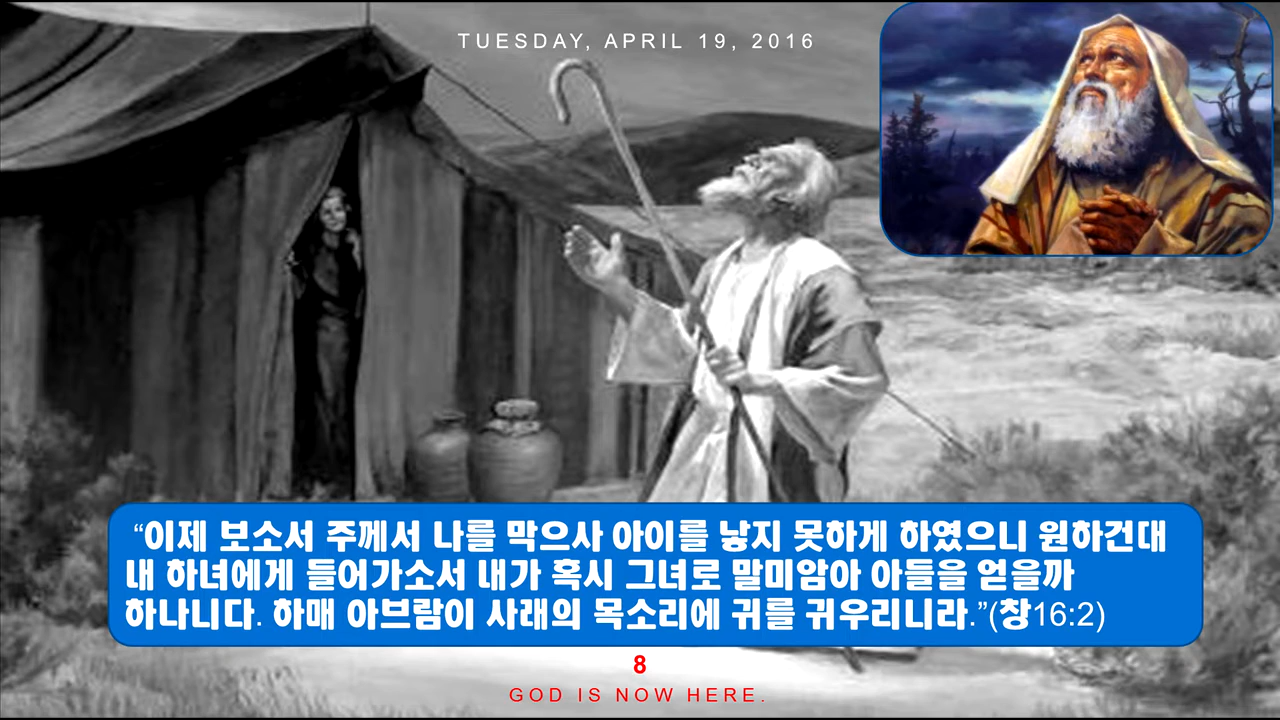 TUESDAY, APRIL 19, 2016
“이제 보소서 주께서 나를 막으사 아이를 낳지 못하게 하였으니 원하건대
내 하녀에게 들어가소서 내가 혹시 그녀로 말미암아 아들을 얻을까
하나니다. 하매 아브람이 사래의 목소리에 귀를 귀우리니라.”(창16:2)
8
GOD IS NOW HERE.